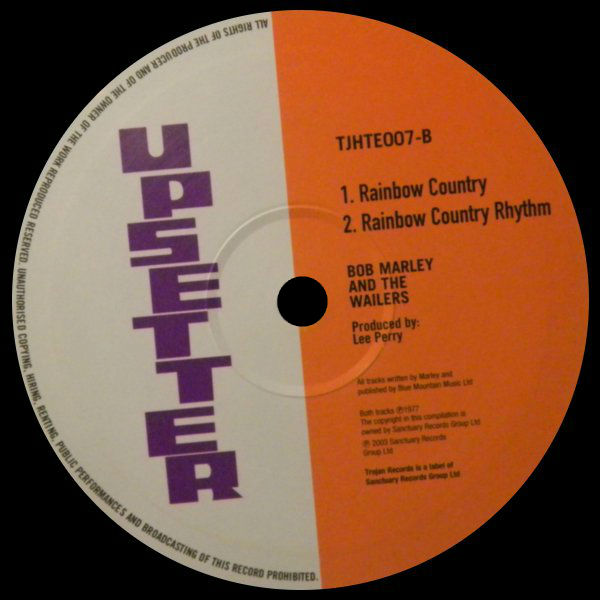 ALL RIGHTS OF THE PRODUCER AND OF THE OWNER OF THE WORK REPRODUCED RESERVED. UNAUTHORISED COPYING, HIRING, RENTING, PUBLIC PERFORMANCES AND BROADCASTING OF THIS RECORD PROHIBITED.
UPSETTER
TJHTE007-B
1. Rainbow Country
2. Rainbow Country Rhythm
BOB MARLEY
AND THE
WAILERS
Produced by:
Lee Perry
All tracks written by Marley and
published by Blue Mountain Music Ltd
Both tracks ℗1977
The copyright in this compilation is
owned by Sanctuary Records Group Ltd
℗ 2003 Sanctuary Records
Group Ltd
Trojan Records is a label of
Sanctuary Records Group Ltd